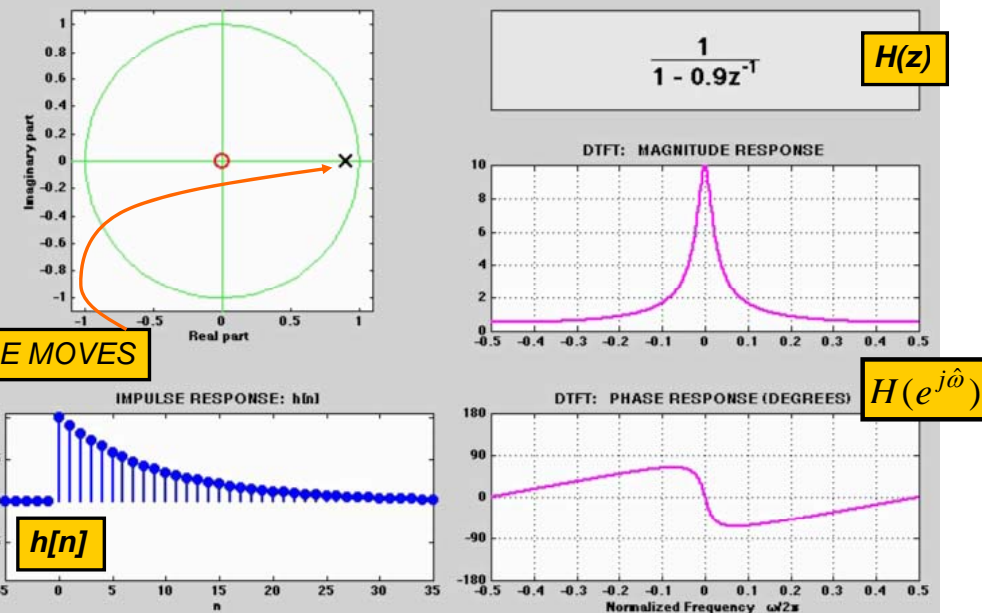 1
0.8
0.6
0.4
0.2
0
-0.2
-0.4
-0.6
-0.8
-1
Imaginary part
-1 -0.5 0 0.5 1
Real part
E MOVES
1
1 - 0.9z^-1
H(z)
DTFT: MAGNITUDE RESPONSE
10
8
6
4
2
0
-0.5 -0.4 -0.3 -0.2 -0.1 0 0.1 0.2 0.3 0.4 0.5
IMPULSE RESPONSE: h[n]
h[n]
5 0 5 10 15 20 25 30 35
n
DTFT: PHASE RESPONSE (DEGREES)
H(e^{jω̂})
180
90
0
-90
-180
-0.5 -0.4 -0.3 -0.2 -0.1 0 0.1 0.2 0.3 0.4 0.5
Normalized Frequency ω/2π